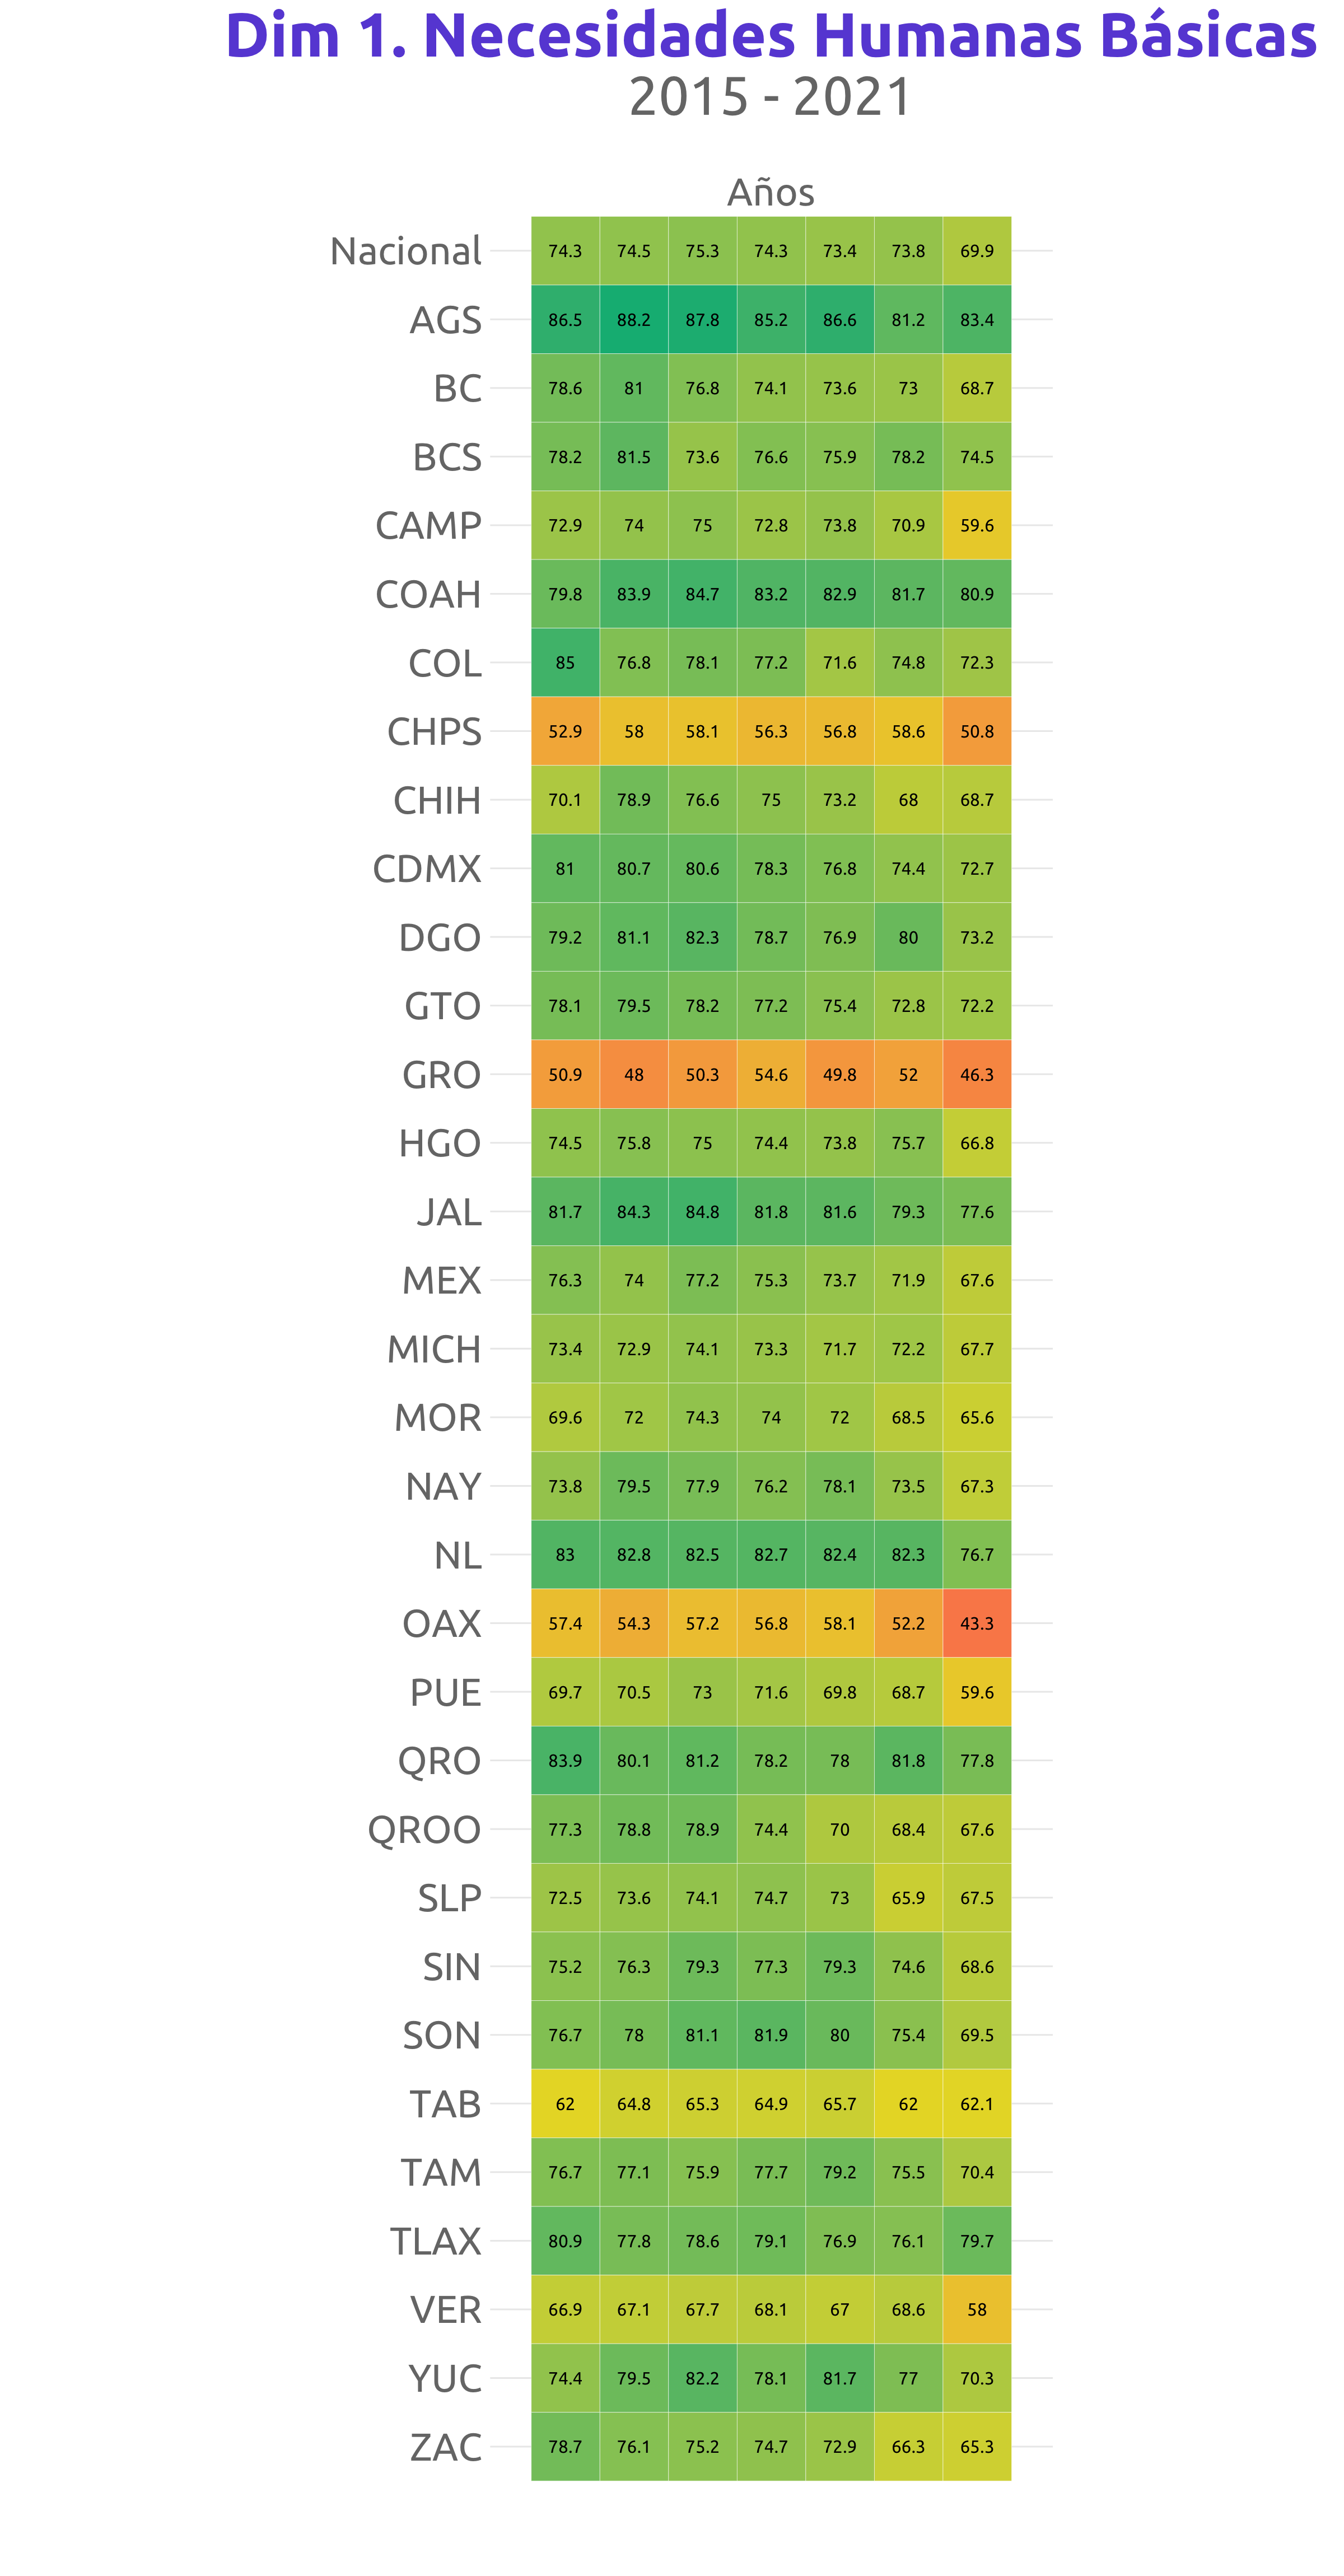 Dim 1. Necesidades Humanas Básicas
2015 - 2021
Años
Nacional 74.3 74.5 75.3 74.3 73.4 73.8 69.9
AGS 86.5 88.2 87.8 85.2 86.6 81.2 83.4
BC 78.6 81 76.8 74.1 73.6 73 68.7
BCS 78.2 81.5 73.6 76.6 75.9 78.2 74.5
CAMP 72.9 74 75 72.8 73.8 70.9 59.6
COAH 79.8 83.9 84.7 83.2 82.9 81.7 80.9
COL 85 76.8 78.1 77.2 71.6 74.8 72.3
CHPS 52.9 58 58.1 56.3 56.8 58.6 50.8
CHIH 70.1 78.9 76.6 75 73.2 68 68.7
CDMX 81 80.7 80.6 78.3 76.8 74.4 72.7
DGO 79.2 81.1 82.3 78.7 76.9 80 73.2
GTO 78.1 79.5 78.2 77.2 75.4 72.8 72.2
GRO 50.9 48 50.3 54.6 49.8 52 46.3
HGO 74.5 75.8 75 74.4 73.8 75.7 66.8
JAL 81.7 84.3 84.8 81.8 81.6 79.3 77.6
MEX 76.3 74 77.2 75.3 73.7 71.9 67.6
MICH 73.4 72.9 74.1 73.3 71.7 72.2 67.7
MOR 69.6 72 74.3 74 72 68.5 65.6
NAY 73.8 79.5 77.9 76.2 78.1 73.5 67.3
NL 83 82.8 82.5 82.7 82.4 82.3 76.7
OAX 57.4 54.3 57.2 56.8 58.1 52.2 43.3
PUE 69.7 70.5 73 71.6 69.8 68.7 59.6
QRO 83.9 80.1 81.2 78.2 78 81.8 77.8
QROO 77.3 78.8 78.9 74.4 70 68.4 67.6
SLP 72.5 73.6 74.1 74.7 73 65.9 67.5
SIN 75.2 76.3 79.3 77.3 79.3 74.6 68.6
SON 76.7 78 81.1 81.9 80 75.4 69.5
TAB 62 64.8 65.3 64.9 65.7 62 62.1
TAM 76.7 77.1 75.9 77.7 79.2 75.5 70.4
TLAX 80.9 77.8 78.6 79.1 76.9 76.1 79.7
VER 66.9 67.1 67.7 68.1 67 68.6 58
YUC 74.4 79.5 82.2 78.1 81.7 77 70.3
ZAC 78.7 76.1 75.2 74.7 72.9 66.3 65.3